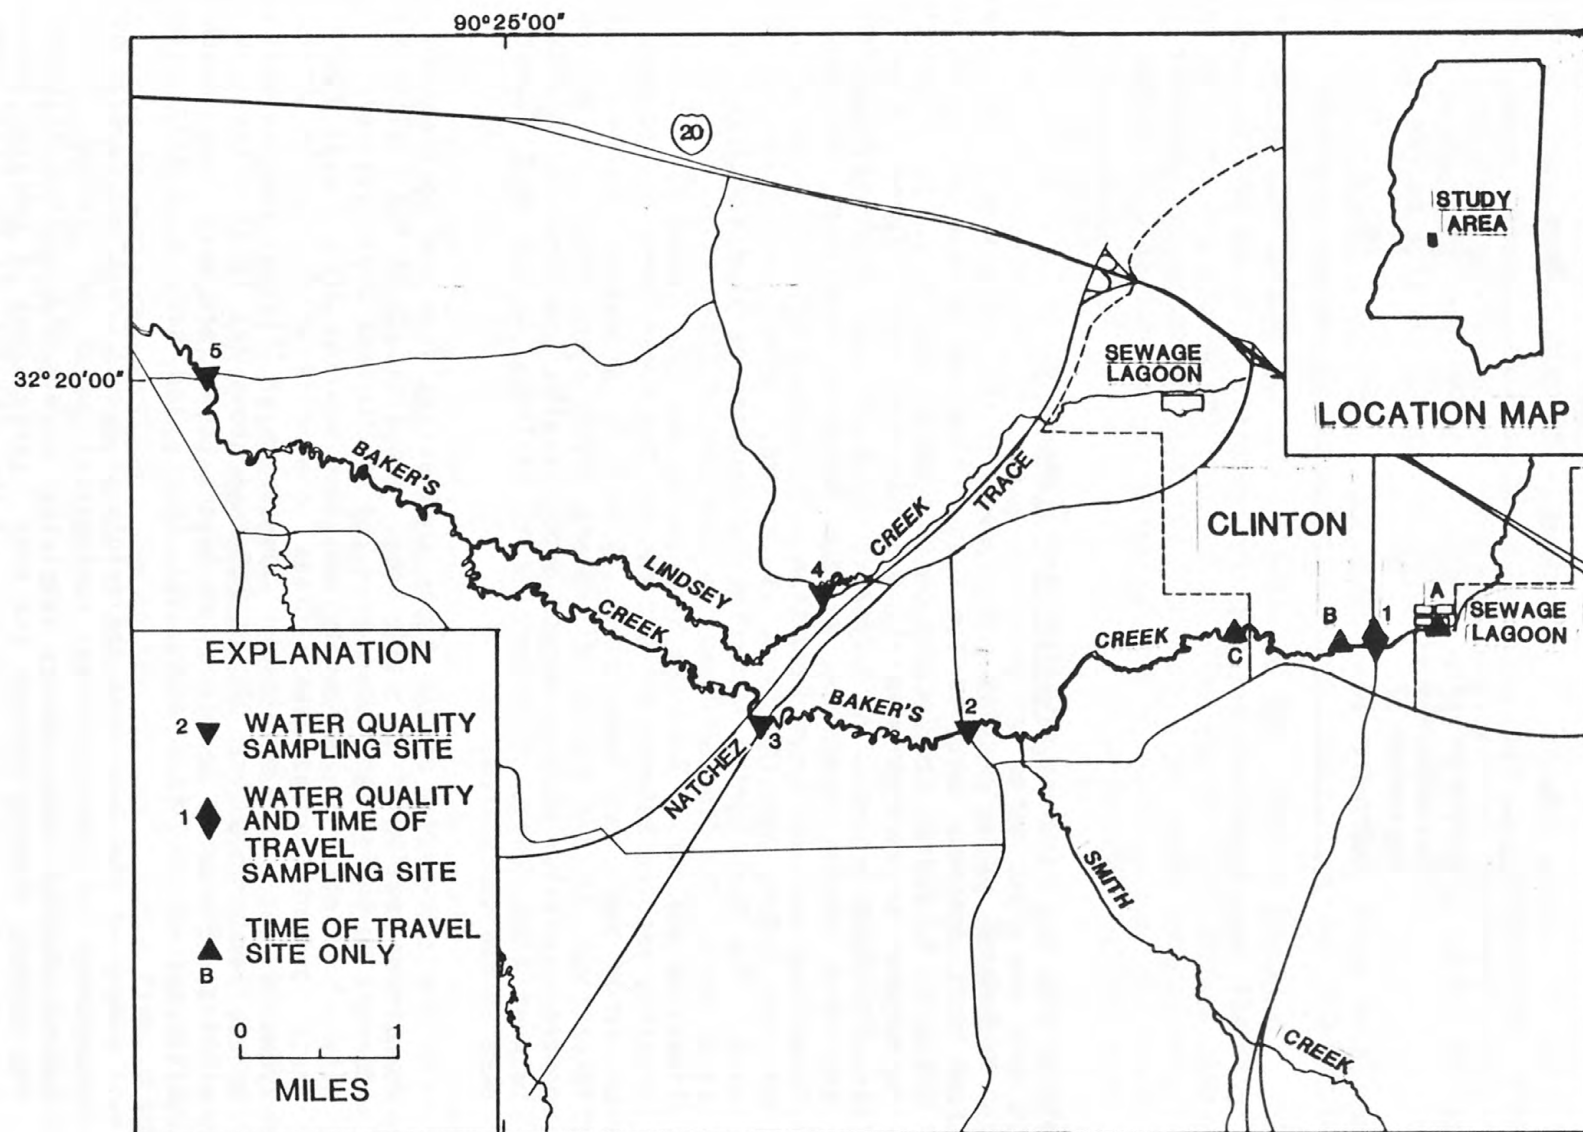 90°25'00"
20
STUDY
AREA
LOCATION MAP
5
32°20'00"
SEWAGE
LAGOON
BAKER'S
CREEK
TRACE
CLINTON
LINDSEY
4
CREEK
A
B
1
SEWAGE
LAGOON
CREEK
C
BAKER'S
2
3
NATCHEZ
SMITH
CREEK
EXPLANATION
2 WATER QUALITY
SAMPLING SITE
WATER QUALITY
1 AND TIME OF
TRAVEL
SAMPLING SITE
TIME OF TRAVEL
SITE ONLY
B
0 1
MILES